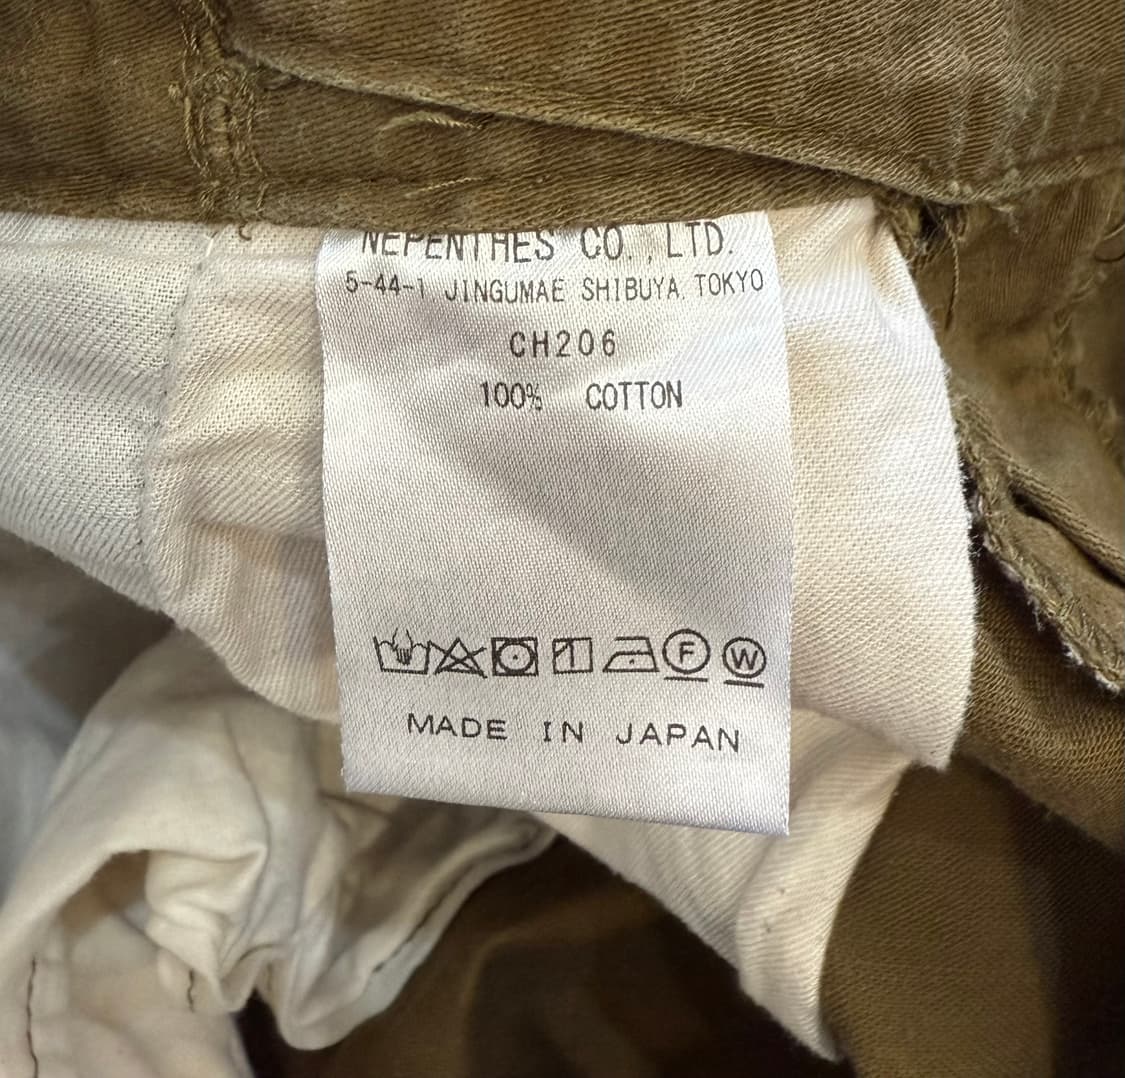 NEPENTHES CO., LTD.
5-44-1 JINGUMAE SHIBUYA TOKYO
CH206
100% COTTON
F W
MADE IN JAPAN